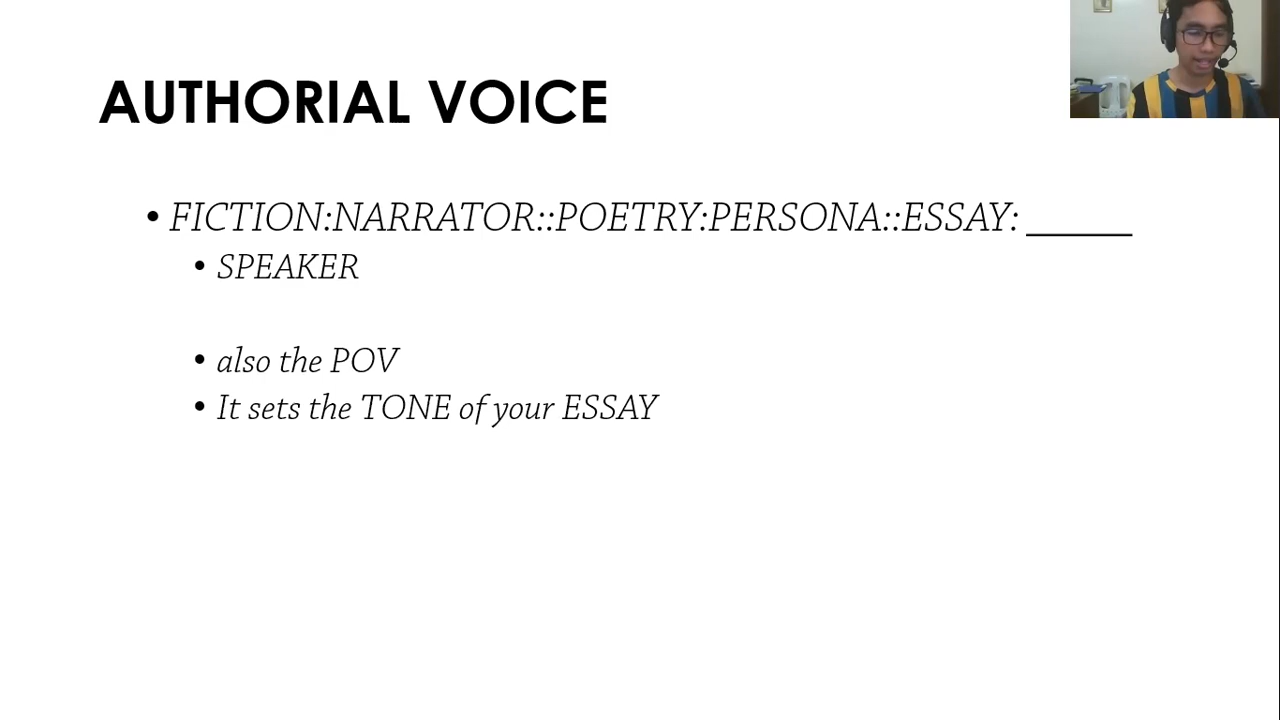 AUTHORIAL VOICE
• FICTION:NARRATOR::POETRY:PERSONA::ESSAY: ______
• SPEAKER
• also the POV
• It sets the TONE of your ESSAY